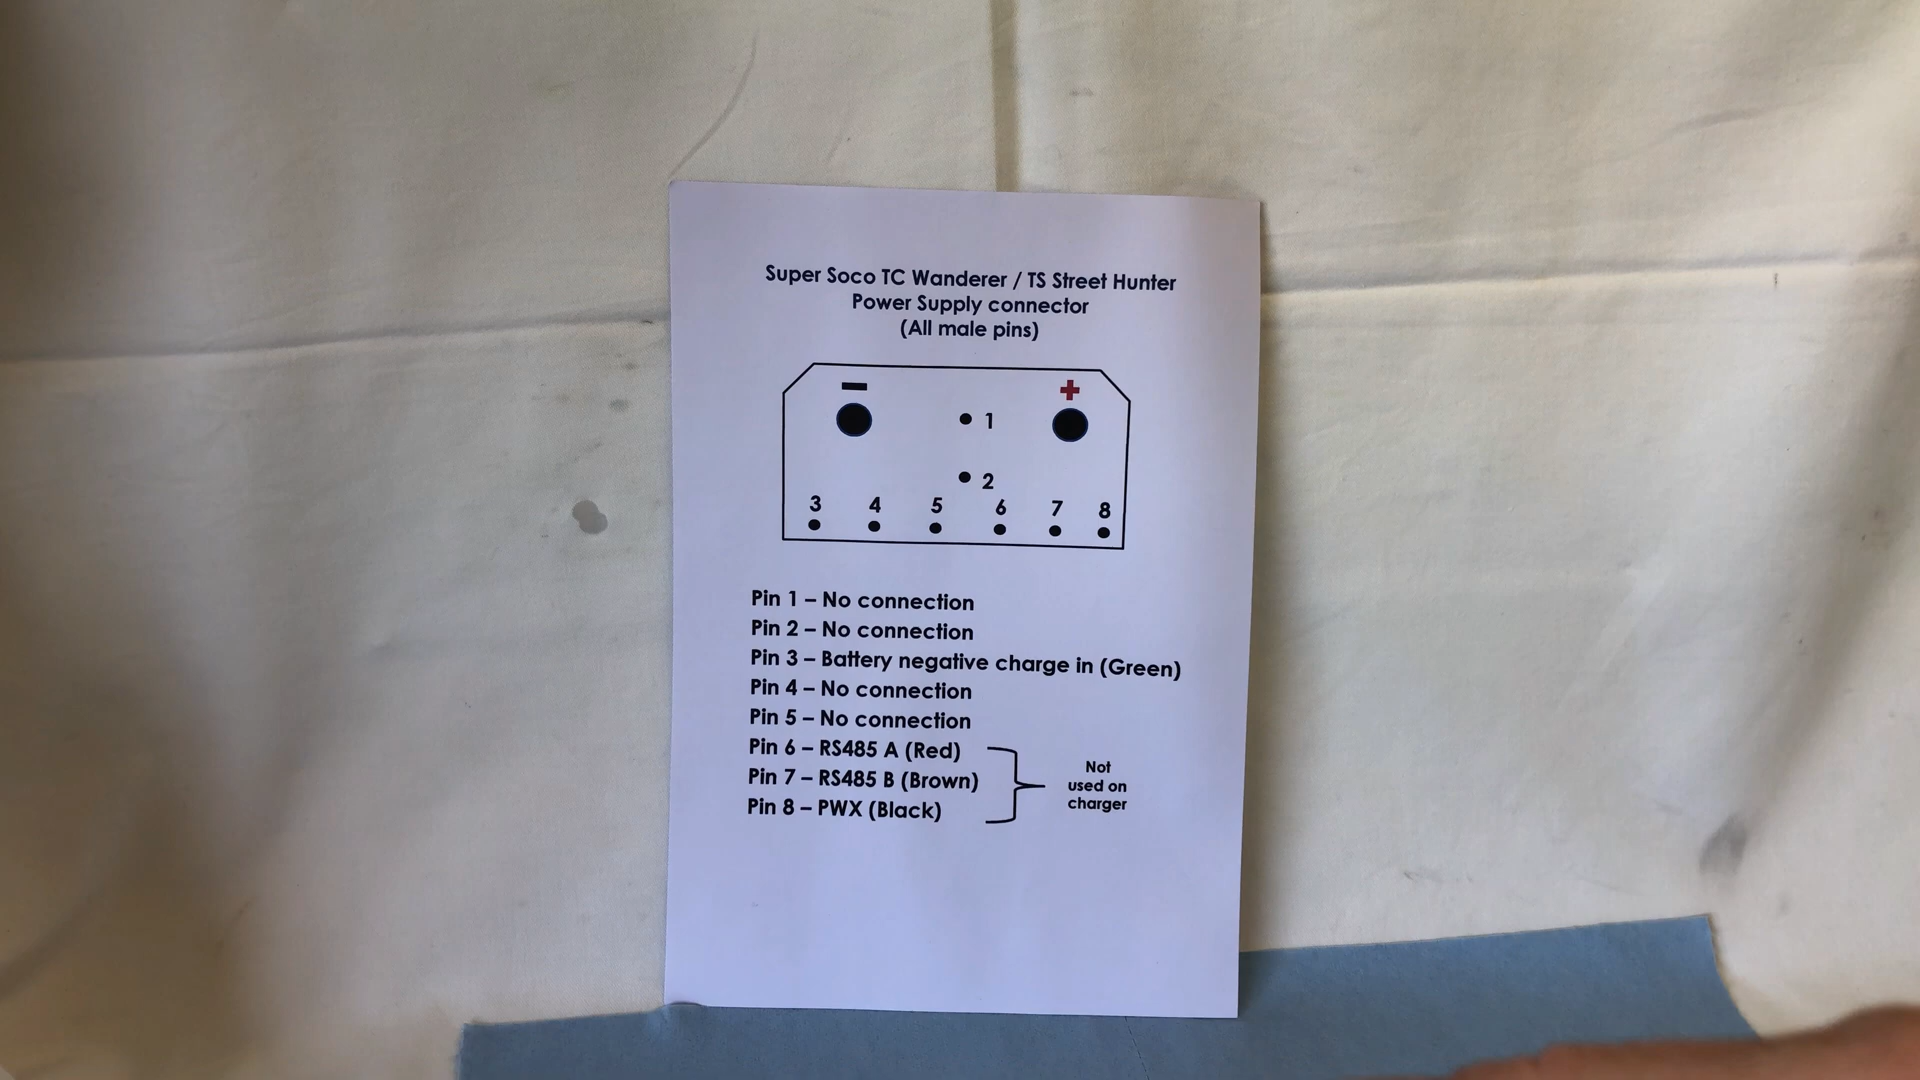 Super Soco TC Wanderer / TS Street Hunter
Power Supply connector
(All male pins)
− +
1
2
3 4 5 6 7 8
Pin 1 – No connection
Pin 2 – No connection
Pin 3 – Battery negative charge in (Green)
Pin 4 – No connection
Pin 5 – No connection
Pin 6 – RS485 A (Red)
Pin 7 – RS485 B (Brown)
Pin 8 – PWX (Black)
Not
used on
charger